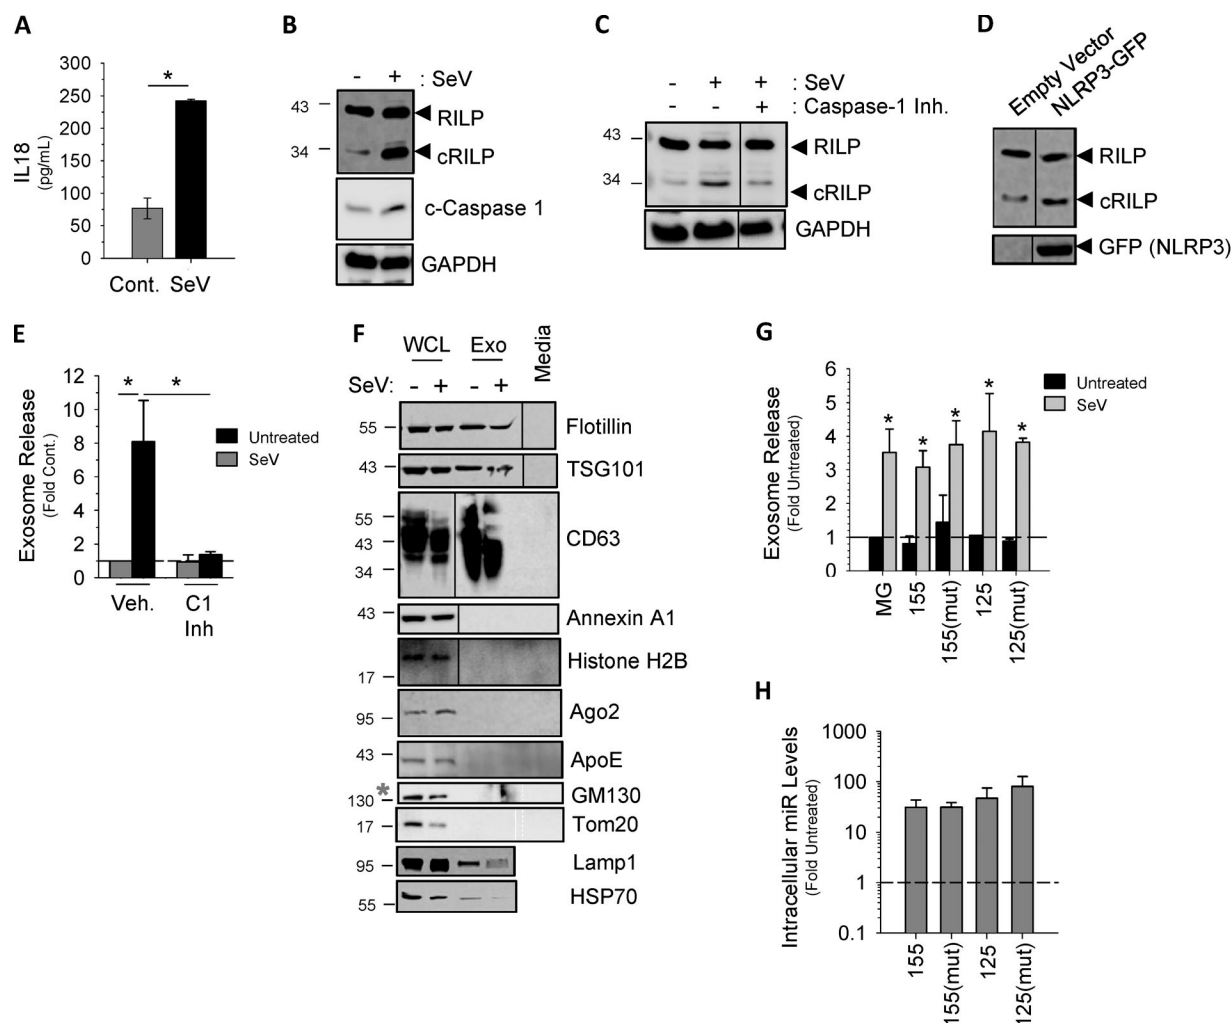 A
300
250
200
150
100
50
0
IL18
(pg/mL)
*
Cont. SeV
B
- + : SeV
43
34
RILP
cRILP
c-Caspase 1
GAPDH
C
- + + : SeV
- - + : Caspase-1 Inh.
43
34
RILP
cRILP
GAPDH
D
Empty Vector
NLRP3-GFP
RILP
cRILP
GFP (NLRP3)
E
12
10
8
6
4
2
0
Exosome Release
(Fold Cont.)
* *
Untreated
SeV
Veh. C1
Inh
F
WCL Exo Media
SeV: - + - +
55 Flotillin
43 TSG101
55
43
34
CD63
43 Annexin A1
17 Histone H2B
95 Ago2
43 ApoE
*
130 GM130
17 Tom20
95 Lamp1
55 HSP70
G
6
5
4
3
2
1
0
Exosome Release
(Fold Untreated)
* * * * *
Untreated
SeV
MG 155 155(mut) 125 125(mut)
H
1000
100
10
1
0.1
Intracellular miR Levels
(Fold Untreated)
155 155(mut) 125 125(mut)